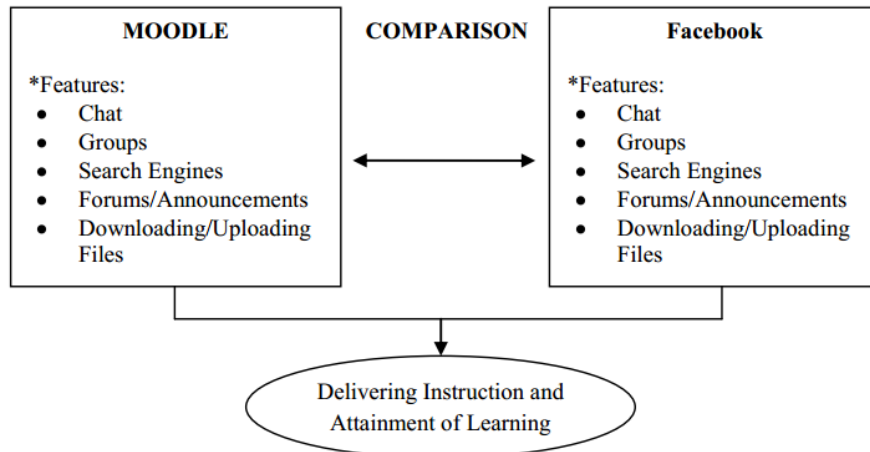 MOODLE
*Features:
● Chat
● Groups
● Search Engines
● Forums/Announcements
● Downloading/Uploading
Files
COMPARISON
Facebook
*Features:
● Chat
● Groups
● Search Engines
● Forums/Announcements
● Downloading/Uploading
Files
Delivering Instruction and
Attainment of Learning